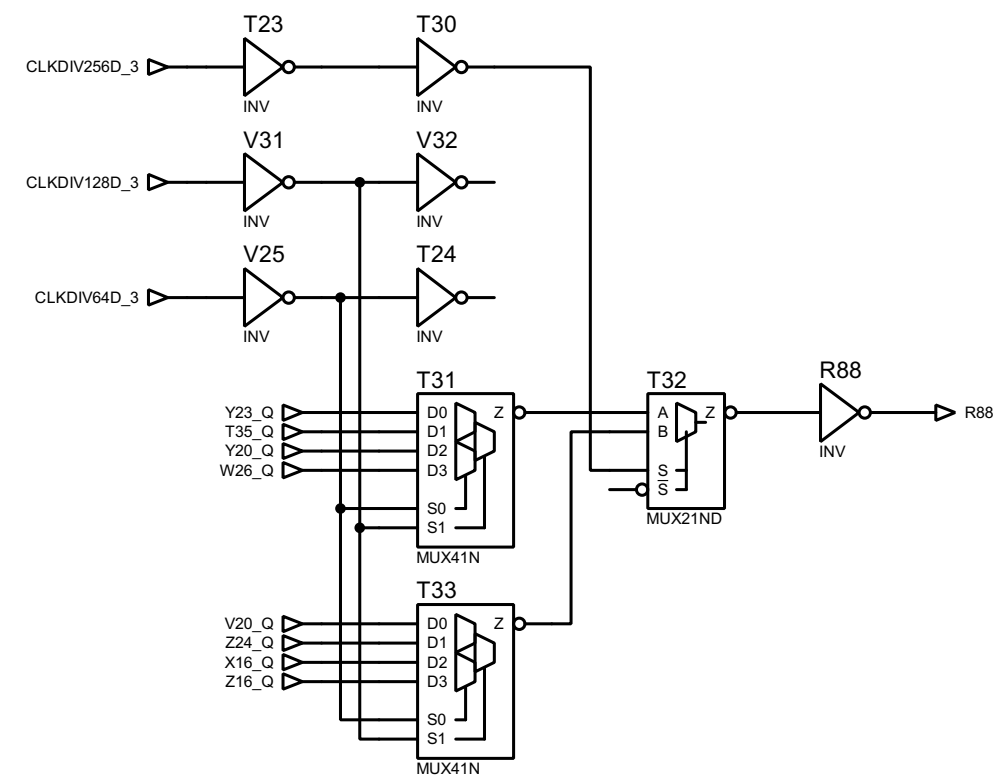 T23
T30
CLKDIV256D_3
INV
INV
V31
V32
CLKDIV128D_3
INV
INV
V25
T24
CLKDIV64D_3
INV
INV
T31
Y23_Q D0 Z
T35_Q D1
Y20_Q D2
W26_Q D3
S0
S1
MUX41N
T32
A Z
B
S
S
MUX21ND
R88
INV
R88
T33
V20_Q D0 Z
Z24_Q D1
X16_Q D2
Z16_Q D3
S0
S1
MUX41N